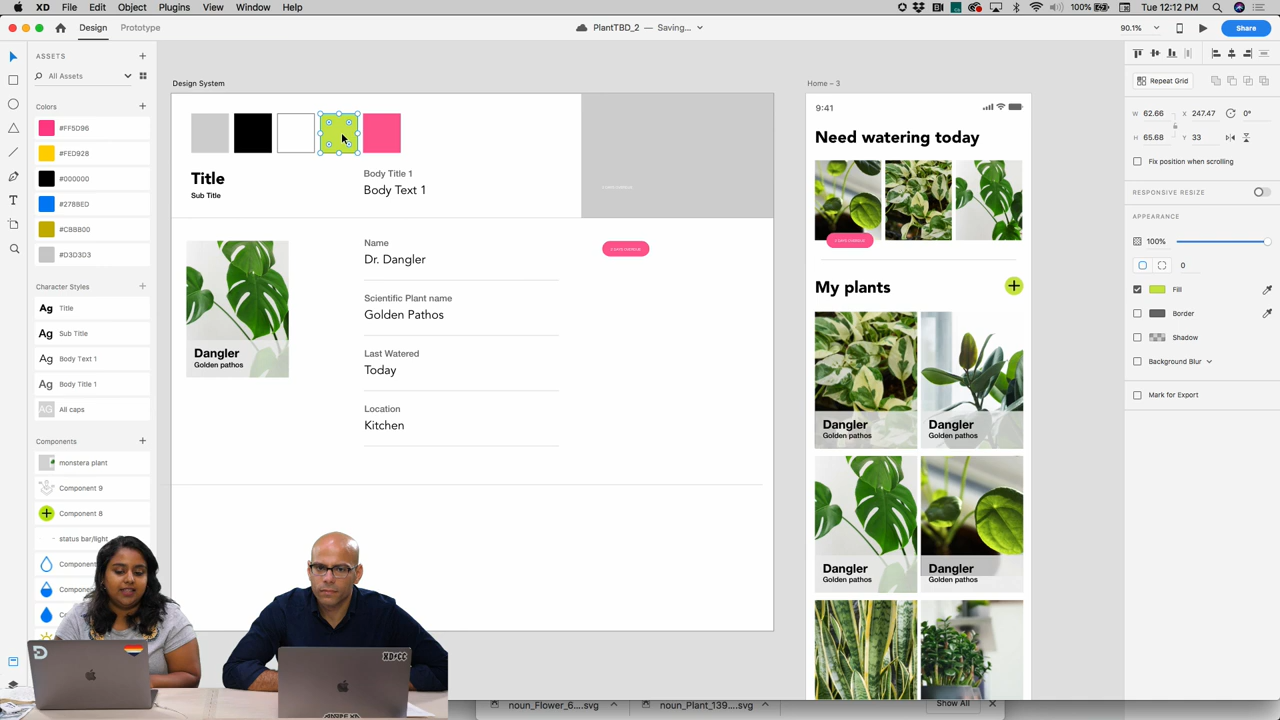 XD File Edit Object Plugins View Window Help
100% Tue 12:12 PM
Design Prototype
PlantTBD_2 — Saving...
90.1%
Share
ASSETS
All Assets
Colors
#FF5D96
#FED928
#000000
#D3D3D3
Character Styles
Ag Title
Ag Sub Title
Ag Body Text 1
Ag Body Title 1
AG All caps
Components
monstera plant
Component 9
Component 8
status bar/light
Design System
Title
Sub Title
Body Title 1
Body Text 1
Dangler
Golden pathos
Name
Dr. Dangler
Scientific Plant name
Golden Pathos
Last Watered
Today
Location
Kitchen
Home – 3
9:41
Need watering today
My plants
Dangler
Golden pathos
Dangler
Golden pathos
Dangler
Golden pathos
Dangler
Golden pathos
Repeat Grid
W 62.66 X 247.47 0°
H 65.68 Y 33
Fix position when scrolling
RESPONSIVE RESIZE
APPEARANCE
100%
0
Fill
Border
Shadow
Background Blur
Mark for Export
noun_Flower_6....svg
noun_Plant_139....svg
Show All